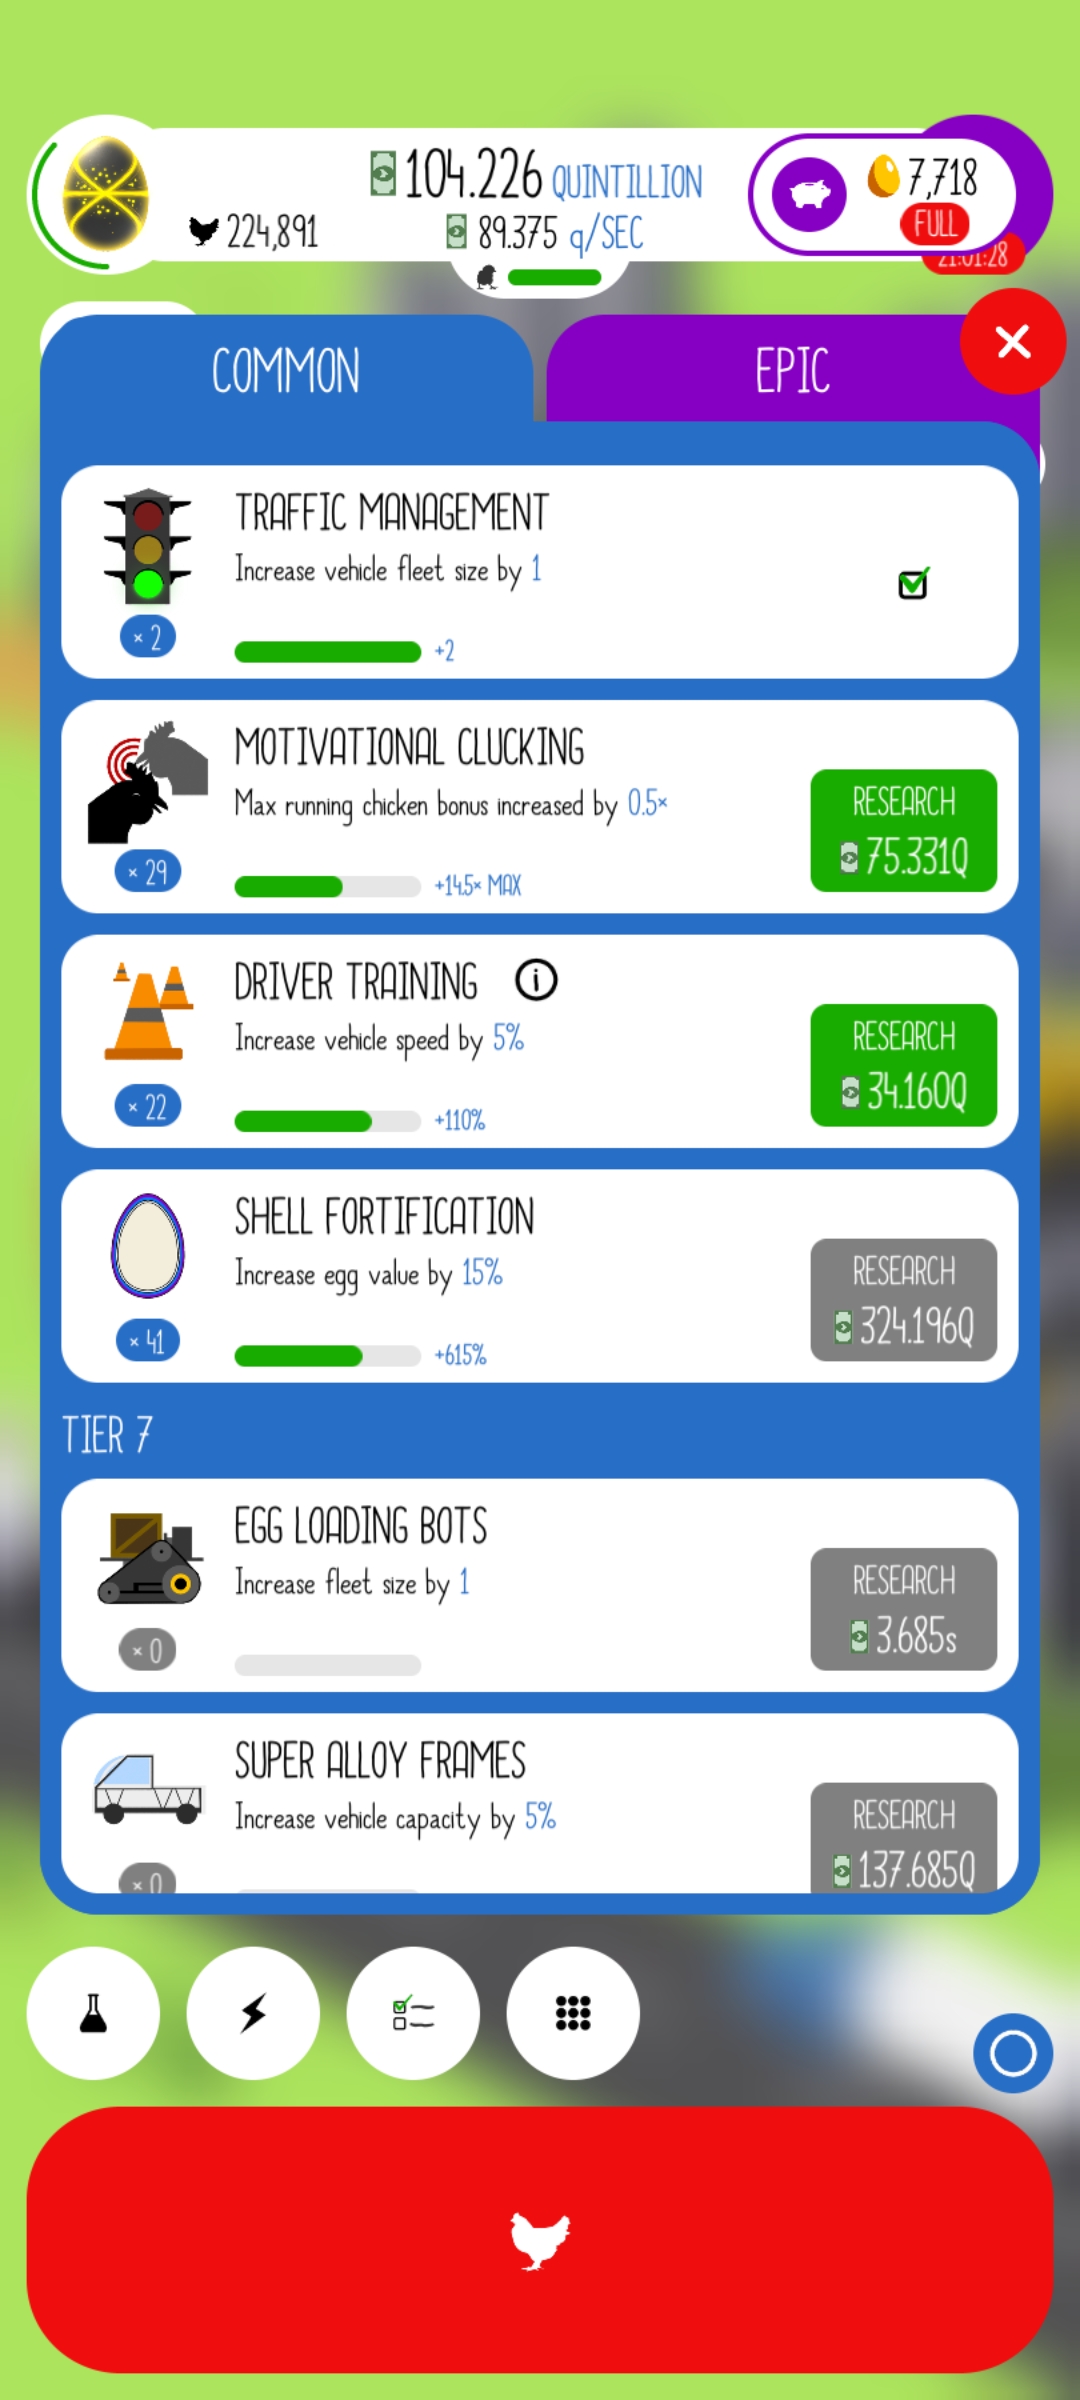 104.226 QUINTILLION
7,718
224,891
89.375 q/SEC
FULL
21:01:28
COMMON
EPIC
TRAFFIC MANAGEMENT
Increase vehicle fleet size by 1
× 2
+2
MOTIVATIONAL CLUCKING
Max running chicken bonus increased by 0.5×
RESEARCH
75.331Q
× 29
+14.5× MAX
DRIVER TRAINING
Increase vehicle speed by 5%
RESEARCH
34.160Q
× 22
+110%
SHELL FORTIFICATION
Increase egg value by 15%
RESEARCH
324.196Q
× 41
+615%
TIER 7
EGG LOADING BOTS
Increase fleet size by 1
RESEARCH
3.685s
× 0
SUPER ALLOY FRAMES
Increase vehicle capacity by 5%
RESEARCH
137.685Q
× 0